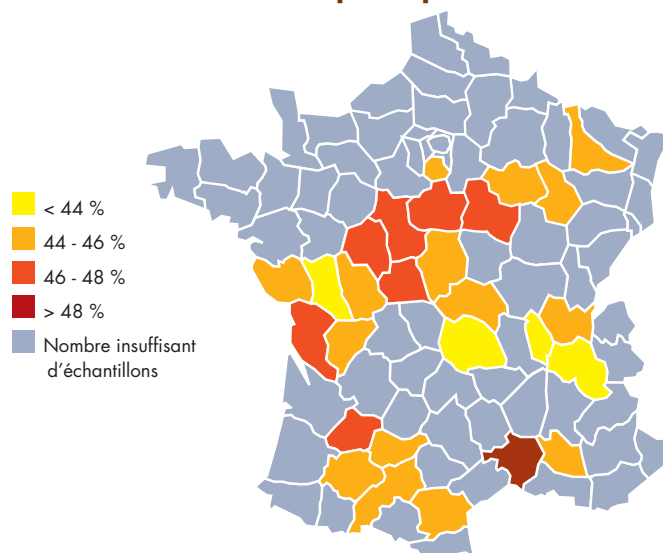 < 44 %
44 - 46 %
46 - 48 %
> 48 %
Nombre insuffisant
d'échantillons